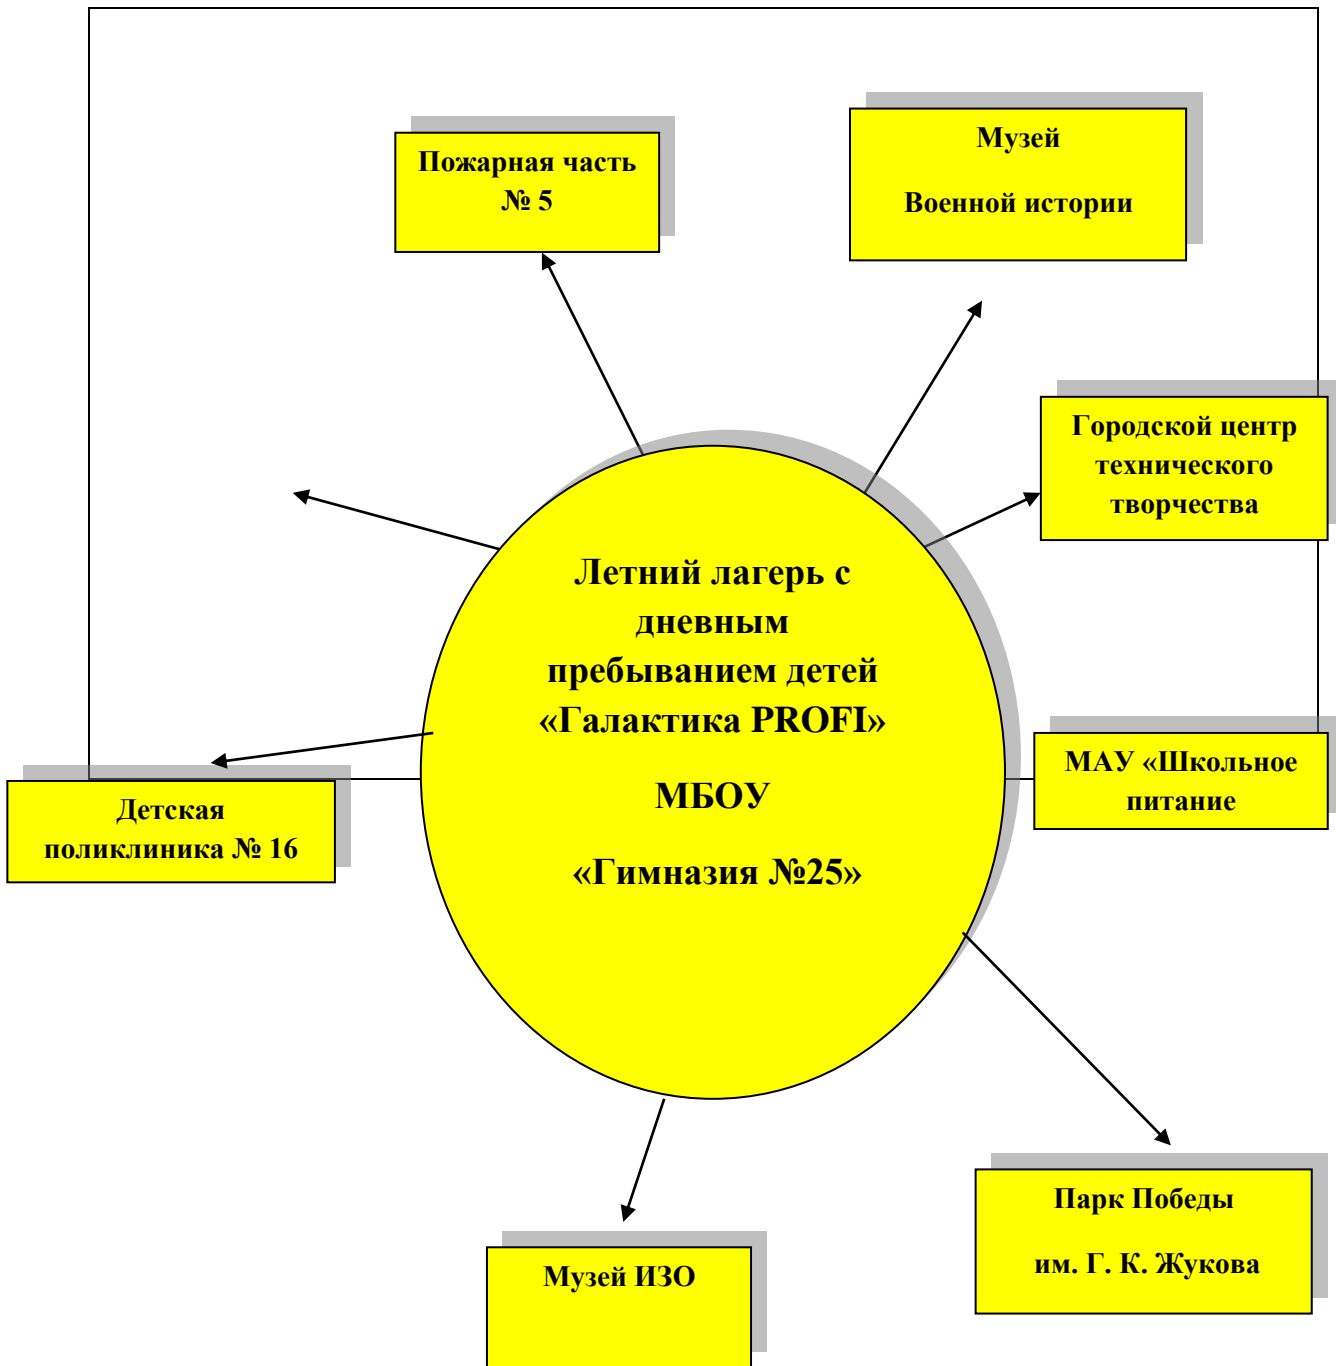 Пожарная часть
№ 5
Музей
Военной истории
Городской центр
технического
творчества
Летний лагерь с
дневным
пребыванием детей
«Галактика PROFI»
МБОУ
«Гимназия №25»
МАУ «Школьное
питание
Детская
поликлиника № 16
Парк Победы
им. Г. К. Жукова
Музей ИЗО